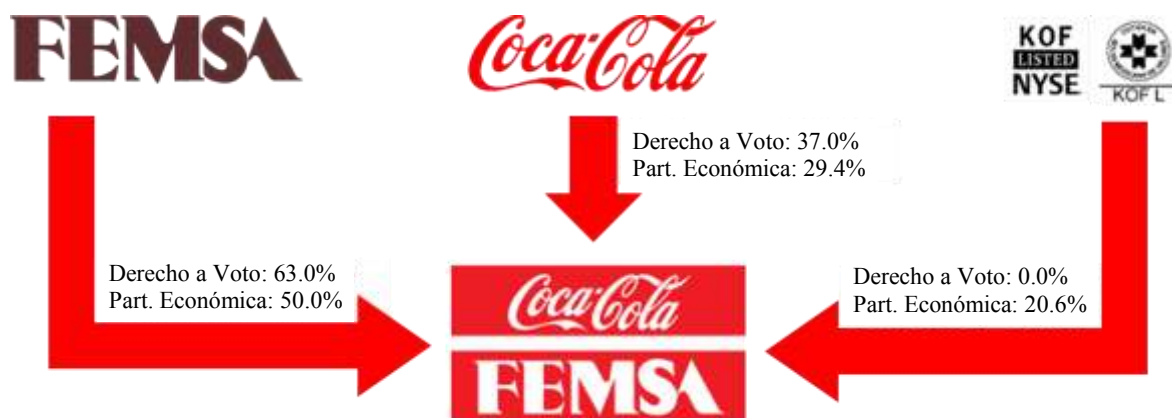 FEMSA
Coca-Cola
KOF
LISTED
NYSE
KOF L
Derecho a Voto: 37.0%
Part. Económica: 29.4%
Derecho a Voto: 63.0%
Part. Económica: 50.0%
Derecho a Voto: 0.0%
Part. Económica: 20.6%
Coca-Cola
FEMSA